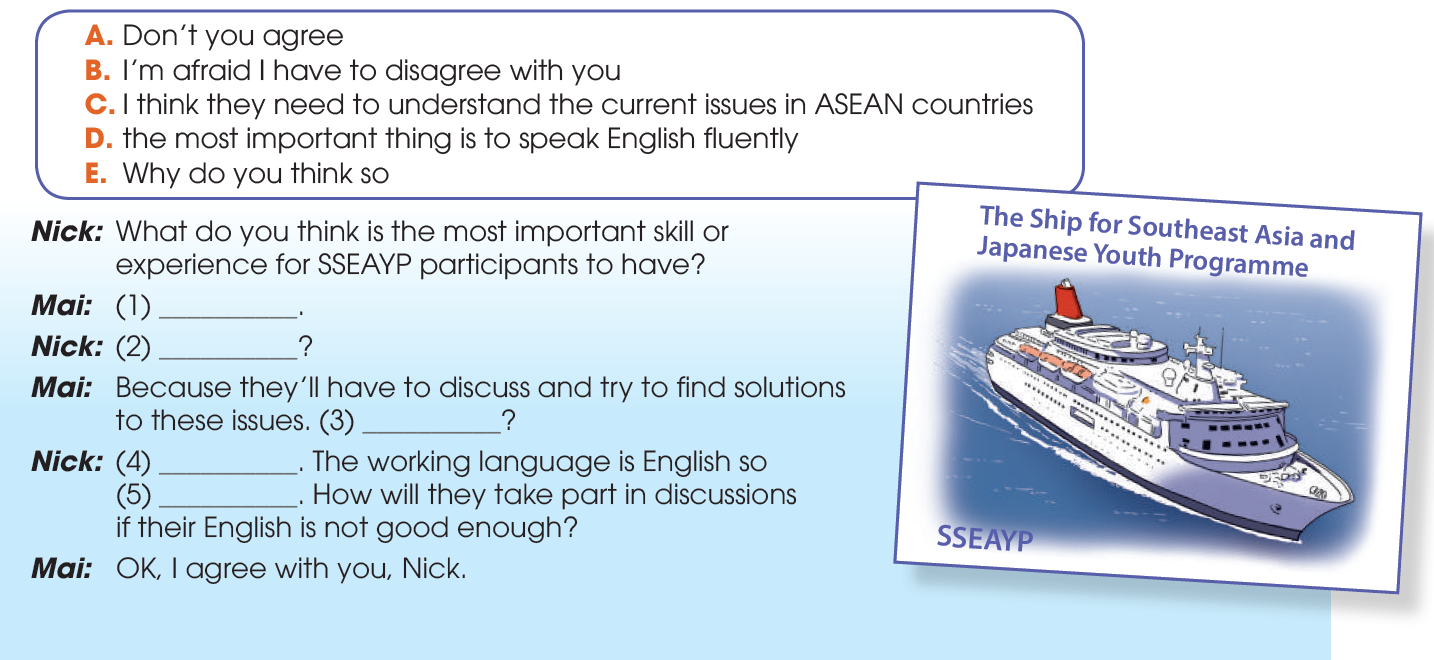 A. Don't you agree
B. I'm afraid I have to disagree with you
C. I think they need to understand the current issues in ASEAN countries
D. the most important thing is to speak English fluently
E. Why do you think so
Nick: What do you think is the most important skill or
experience for SSEAYP participants to have?
Mai: (1) __________.
Nick: (2) __________?
Mai: Because they'll have to discuss and try to find solutions
to these issues. (3) __________?
Nick: (4) __________. The working language is English so
(5) __________. How will they take part in discussions
if their English is not good enough?
Mai: OK, I agree with you, Nick.
The Ship for Southeast Asia and
Japanese Youth Programme
SSEAYP